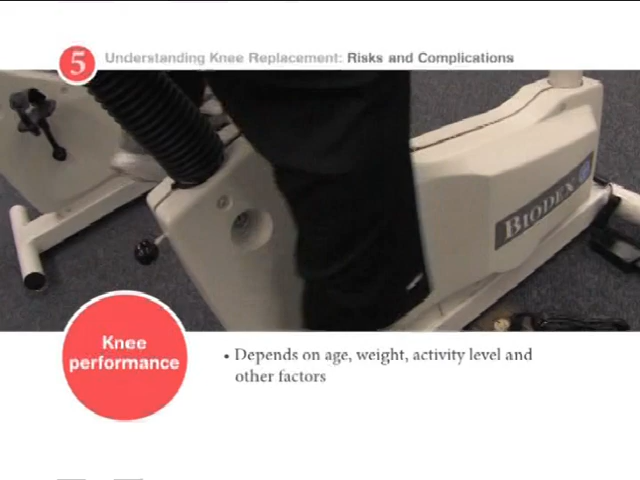 5
Understanding Knee Replacement: Risks and Complications
BIODEX
Knee
performance
• Depends on age, weight, activity level and
other factors